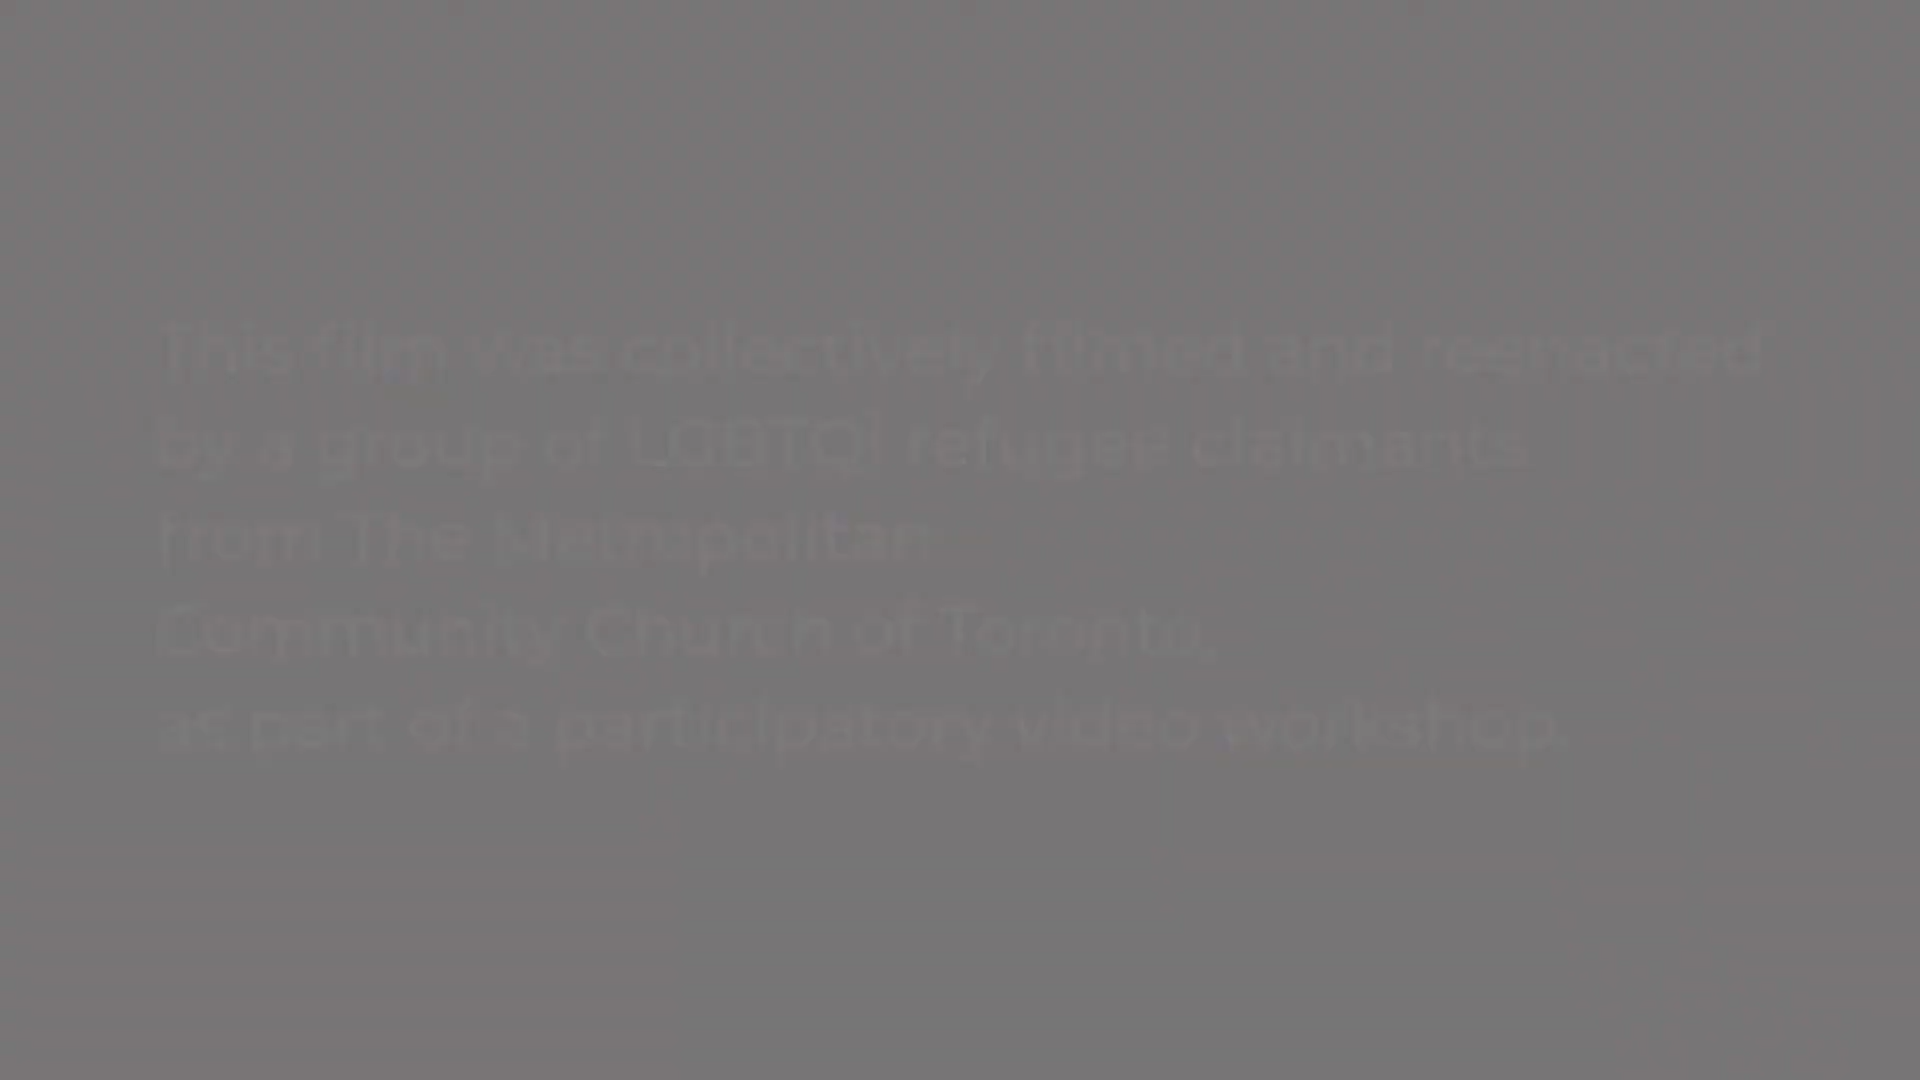 This film was collectively filmed and reenacted
by a group of LGBTQI refugee claimants
from The Metropolitan
Community Church of Toronto,
as part of a participatory video workshop.